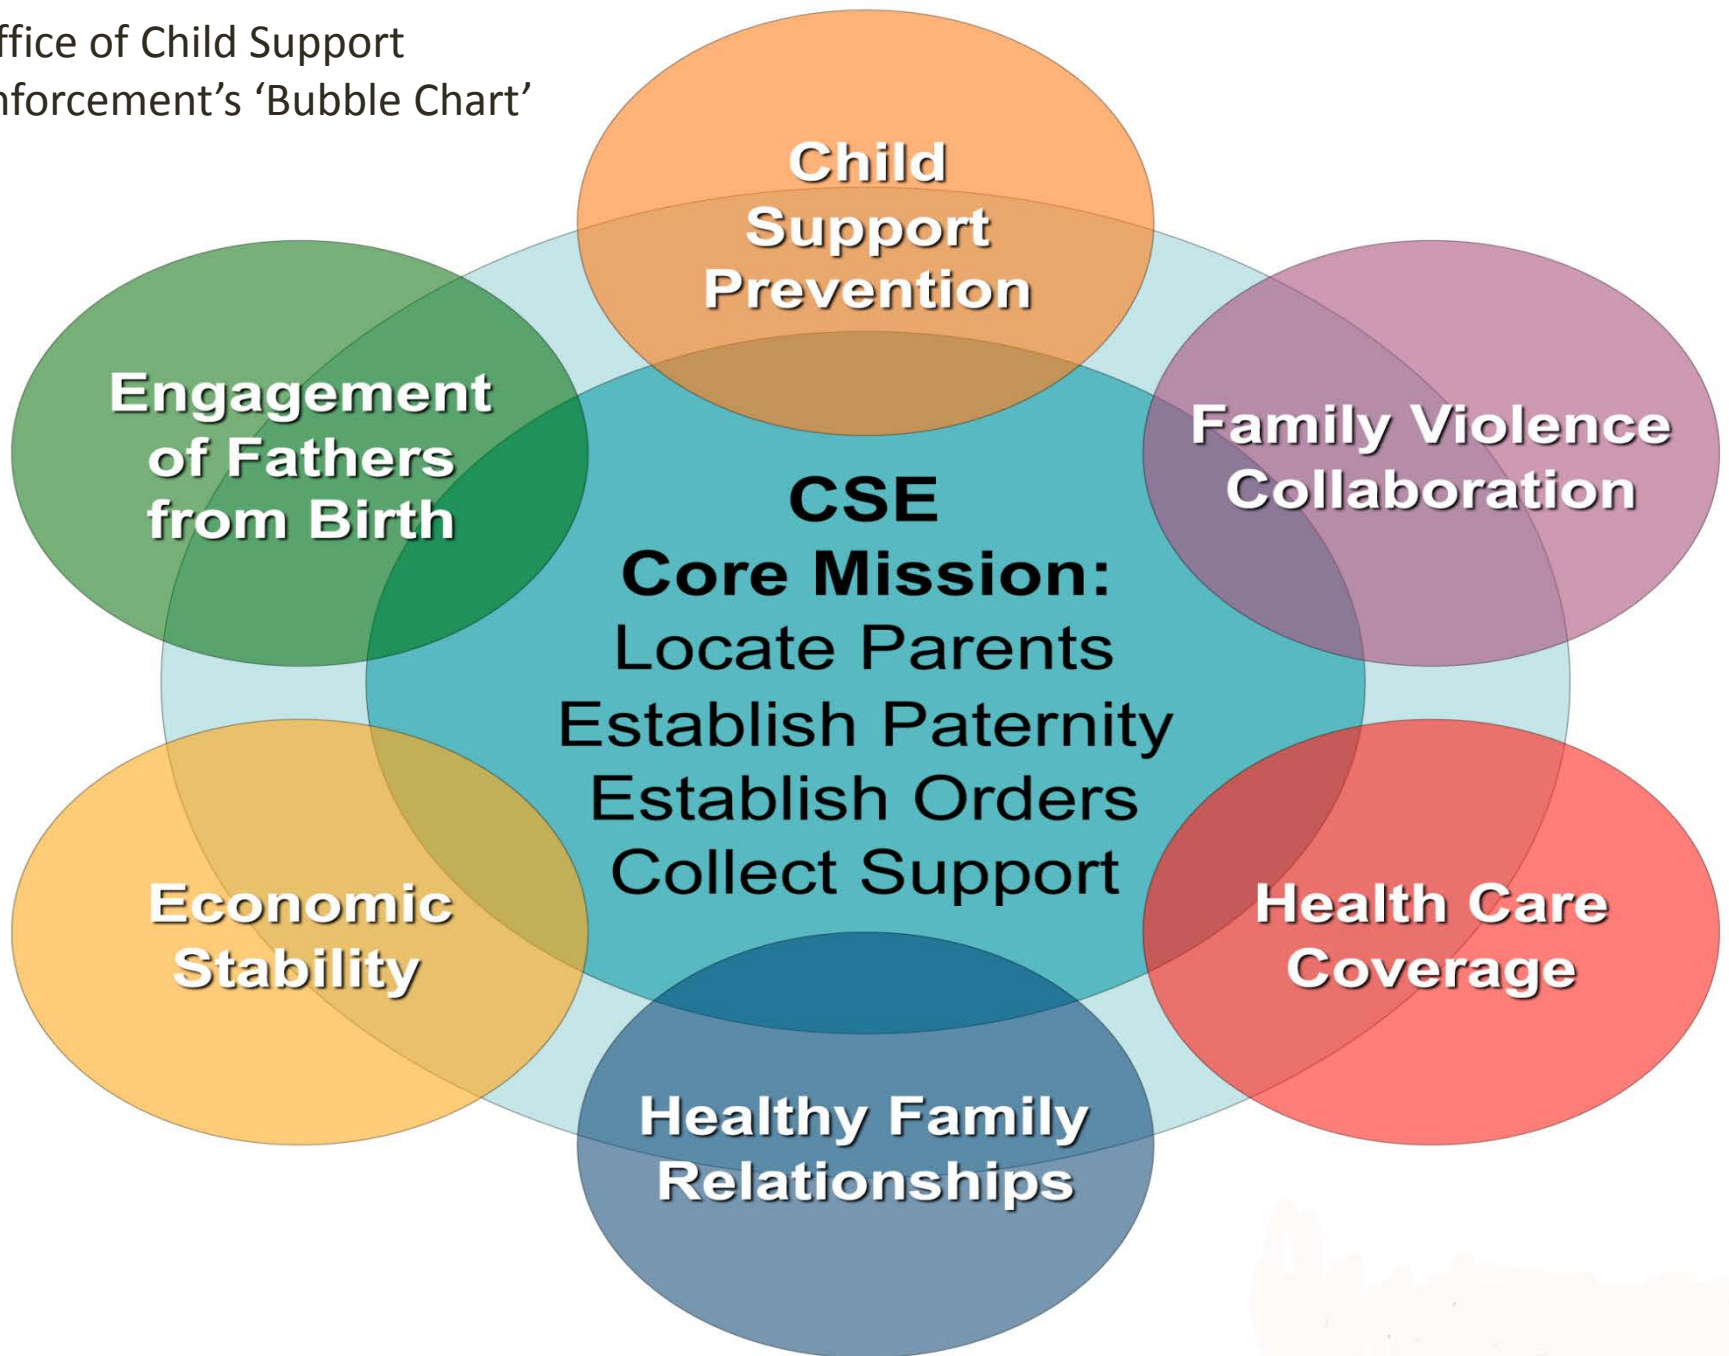 ffice of Child Support
nforcement’s ‘Bubble Chart’
Child
Support
Prevention
Engagement
of Fathers
from Birth
Family Violence
Collaboration
CSE
Core Mission:
Locate Parents
Establish Paternity
Establish Orders
Collect Support
Economic
Stability
Health Care
Coverage
Healthy Family
Relationships